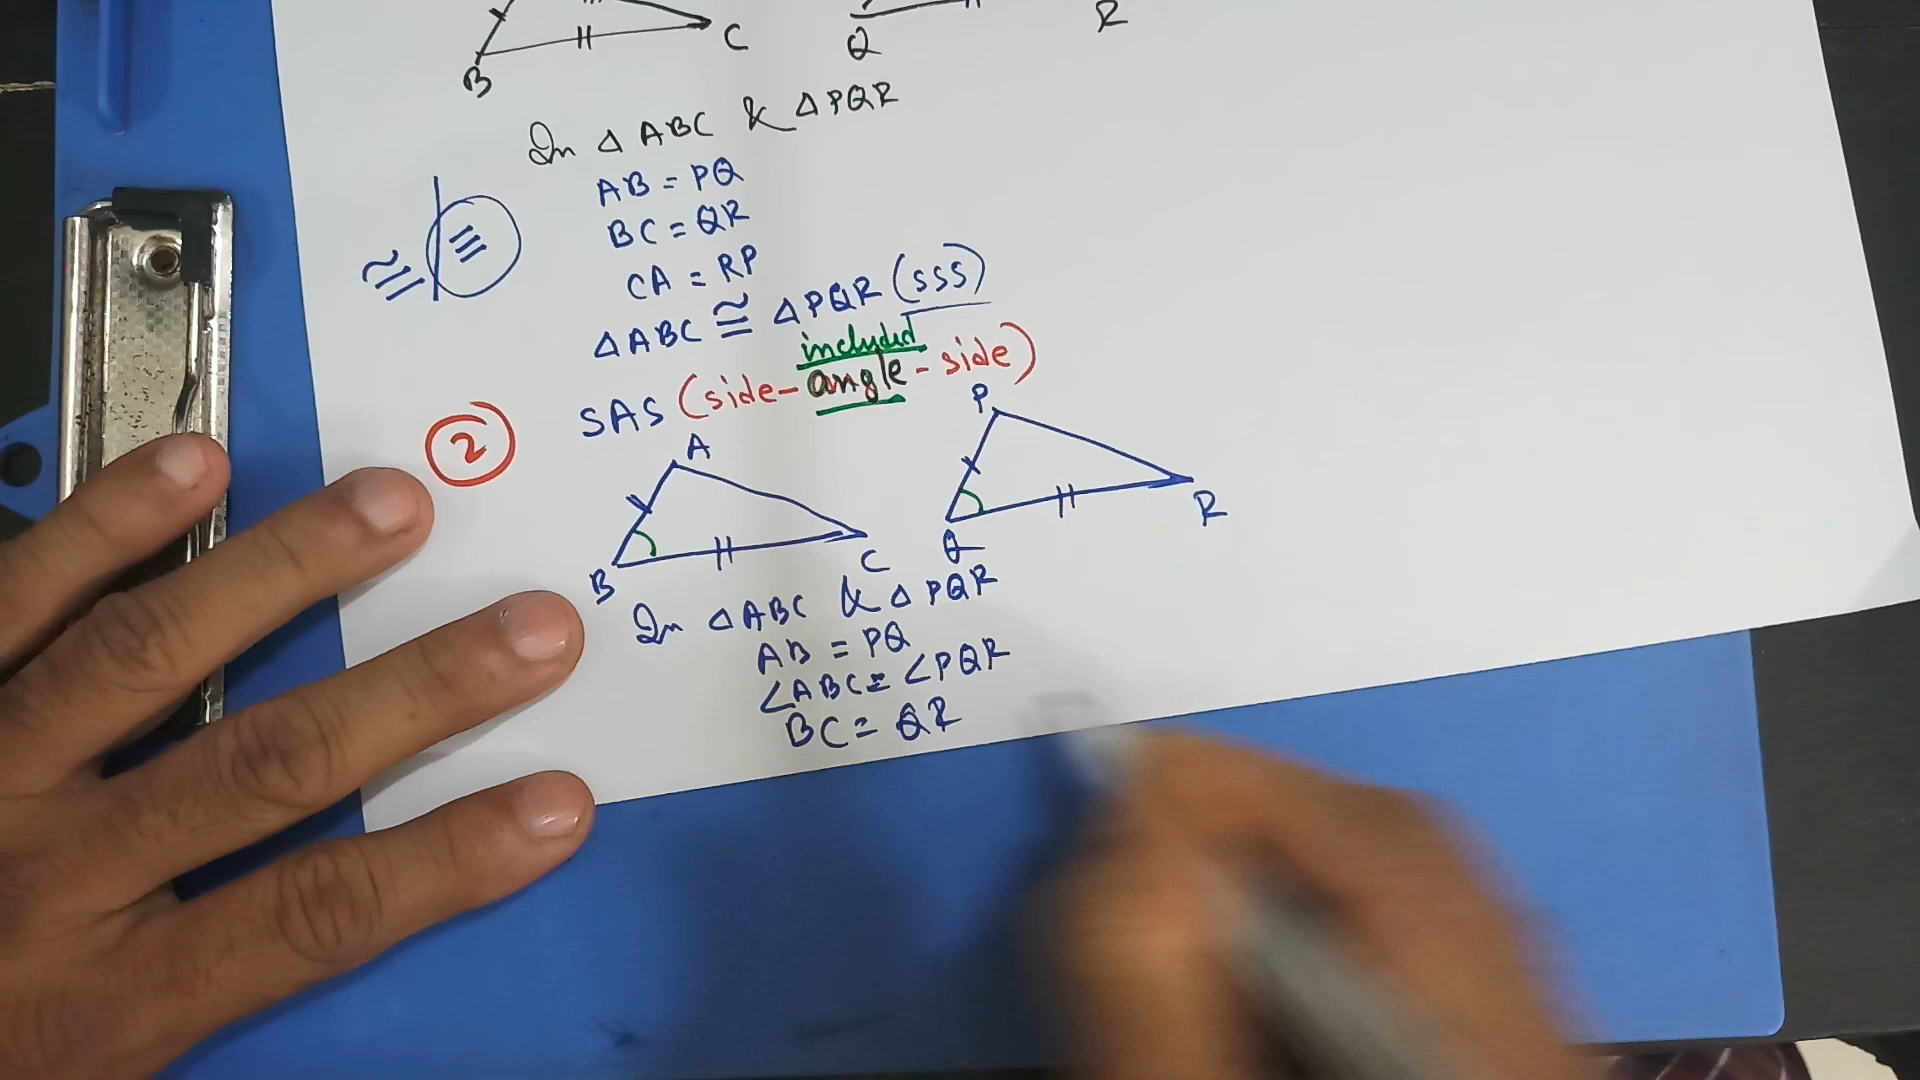 B C Q R
In △ ABC & △ PQR
AB = PQ
BC = QR
≅ ≡
CA = RP
△ ABC ≅ △ PQR (SSS)
included
② SAS (side - angle - side)
A P
B C Q R
In △ ABC & △ PQR
AB = PQ
∠ABC = ∠PQR
BC = QR